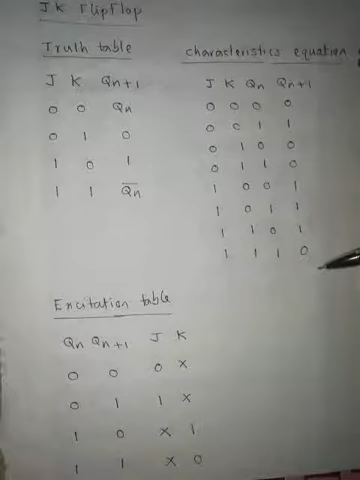 JK FlipFlop
Truth table
J K Qn+1
0 0 Qn
0 1 0
1 0 1
1 1 Q̅n
characteristics equation
J K Qn Qn+1
0 0 0 0
0 0 1 1
0 1 0 0
0 1 1 0
1 0 0 1
1 0 1 1
1 1 0 1
1 1 1 0
Excitation table
Qn Qn+1 J K
0 0 0 X
0 1 1 X
1 0 X 1
1 1 X 0